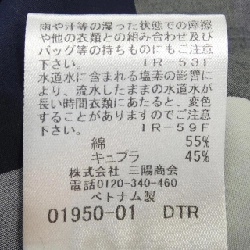 雨や汗等の湿った状態での摩擦
や他の衣類との組み合わせ及び
バッグ等の持ちものにもご注意
下さい。 IR-53F
水道水に含まれる塩素の影響に
より、流水したままの水道水が
長い時間衣類にあたると、変色
することがありますのでご注意
下さい。 IR-59F
綿 55%
キュプラ 45%
株式会社 三陽商会
電話0120-340-460
ベトナム製
01950-01 DTR